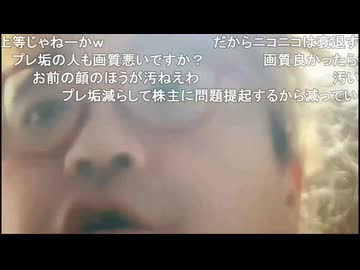 上等じゃねーかｗ
だからニコニコは衰退す
プレ垢の人も画質悪いですか？
画質良かったら
お前の顔のほうが汚ねえわ
汚い
プレ垢減らして株主に問題提起するから減ってい